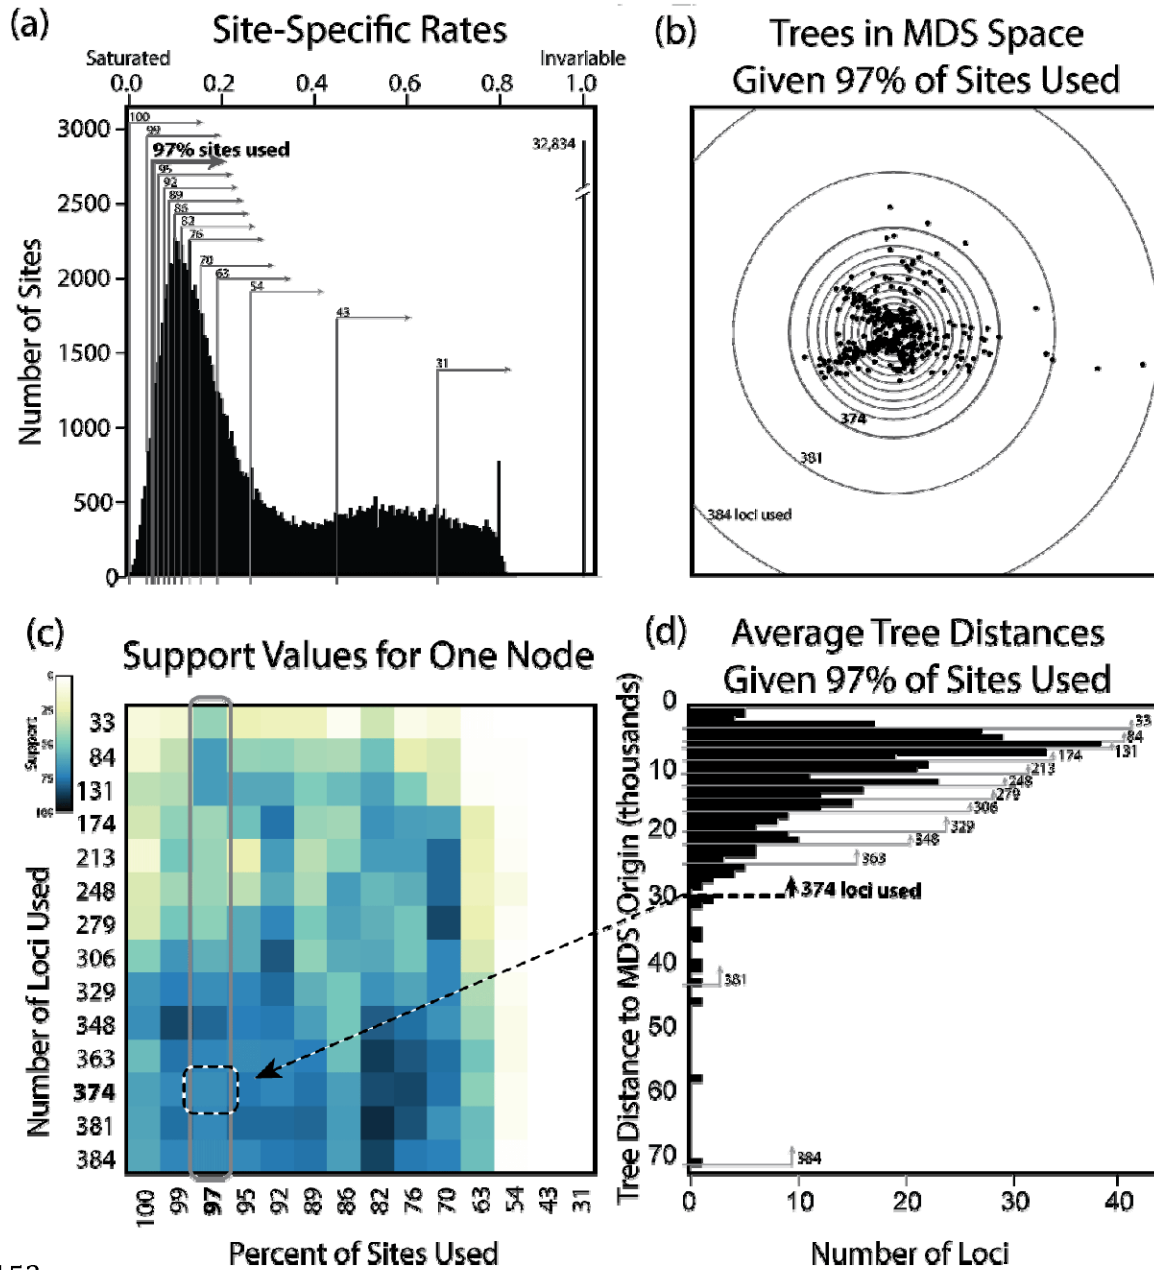 (a)
Site-Specific Rates
Saturated
Invariable
0.0 0.2 0.4 0.6 0.8 1.0
3000
2500
2000
1500
1000
500
0
Number of Sites
100
99
97% sites used
95
92
89
86
82
76
70
63
54
43
31
32,834
(b)
Trees in MDS Space
Given 97% of Sites Used
374
381
384 loci used
(c)
Support Values for One Node
0
25
50
75
100
Support
33
84
131
174
213
248
279
306
329
348
363
374
381
384
Number of Loci Used
100 99 97 95 92 89 86 82 76 70 63 54 43 31
Percent of Sites Used
(d)
Average Tree Distances
Given 97% of Sites Used
Tree Distance to MDS Origin (thousands)
0
10
20
30
40
50
60
70
33
84
131
174
213
248
279
306
329
348
363
374 loci used
381
384
0 10 20 30 40
Number of Loci